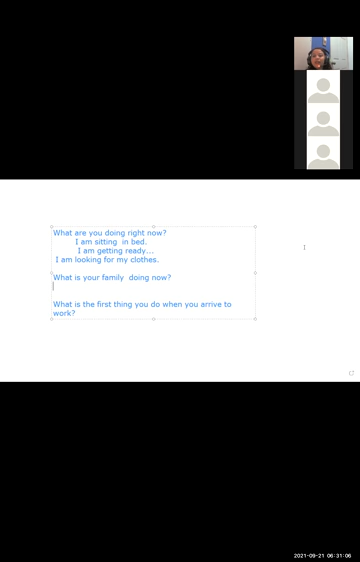 What are you doing right now?
I am sitting in bed.
I am getting ready...
I am looking for my clothes.
What is your family doing now?
What is the first thing you do when you arrive to
work?
2021-09-21 06:31:06